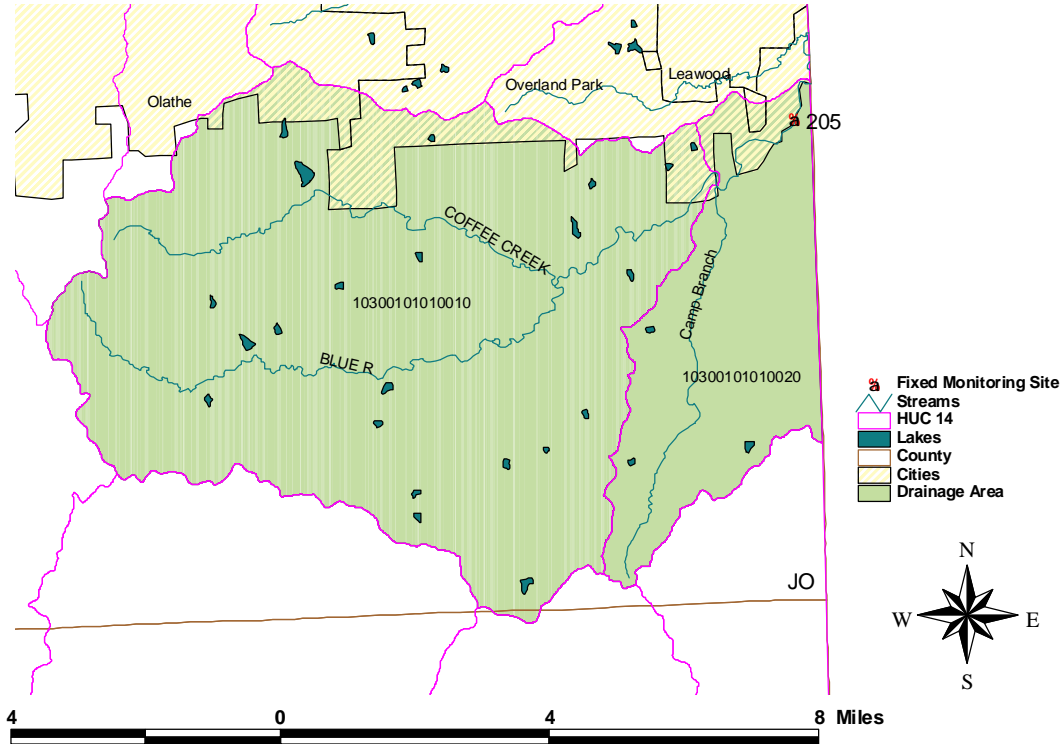 Olathe
Overland Park
Leawood
205
COFFEE CREEK
10300101010010
Camp Branch
BLUE R
10300101010020
Fixed Monitoring Site
Streams
HUC 14
Lakes
County
Cities
Drainage Area
JO
N
W
E
S
4 0 4 8 Miles